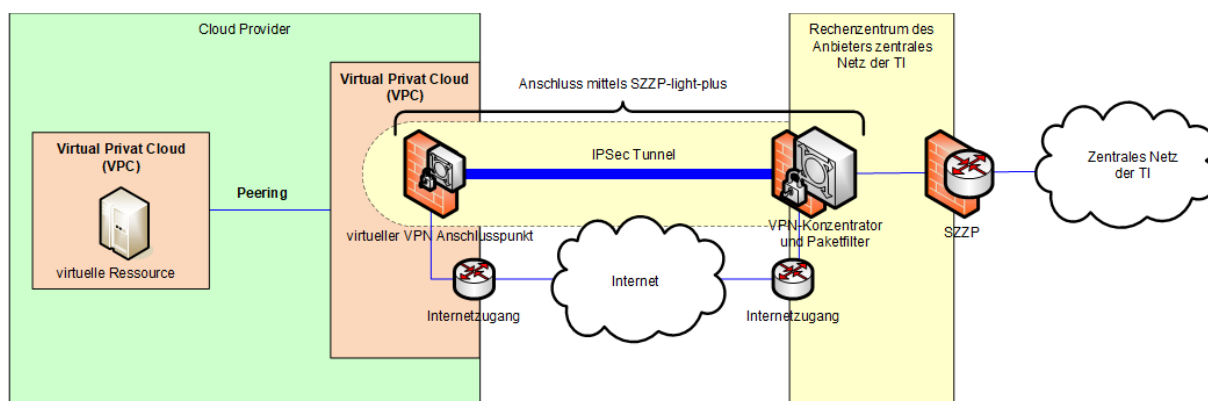 Cloud Provider
Rechenzentrum des
Anbieters zentrales
Netz der TI
Virtual Privat Cloud
(VPC)
Anschluss mittels SZZP-light-plus
Virtual Privat Cloud
(VPC)
IPSec Tunnel
Zentrales Netz
der TI
Peering
virtueller VPN Anschlusspunkt
VPN-Konzentrator
und Paketfilter
SZZP
virtuelle Ressource
Internet
Internetzugang
Internetzugang